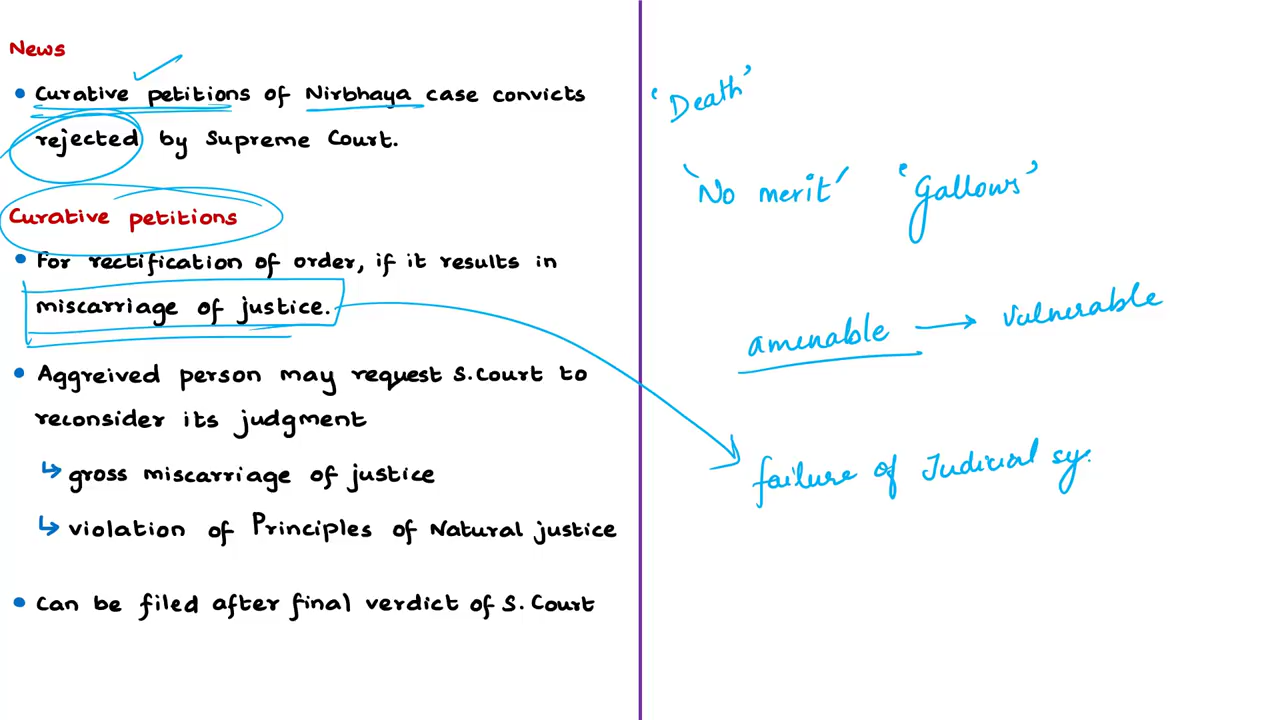 News
• Curative petitions of Nirbhaya case convicts
rejected by Supreme Court.
Curative petitions
• For rectification of order, if it results in
miscarriage of justice.
• Aggreived person may request S.Court to
reconsider its judgment
↳ gross miscarriage of justice
↳ violation of Principles of Natural justice
• Can be filed after final verdict of S. Court
'Death'
'No merit' 'Gallows'
amenable → vulnerable
failure of Judicial sy